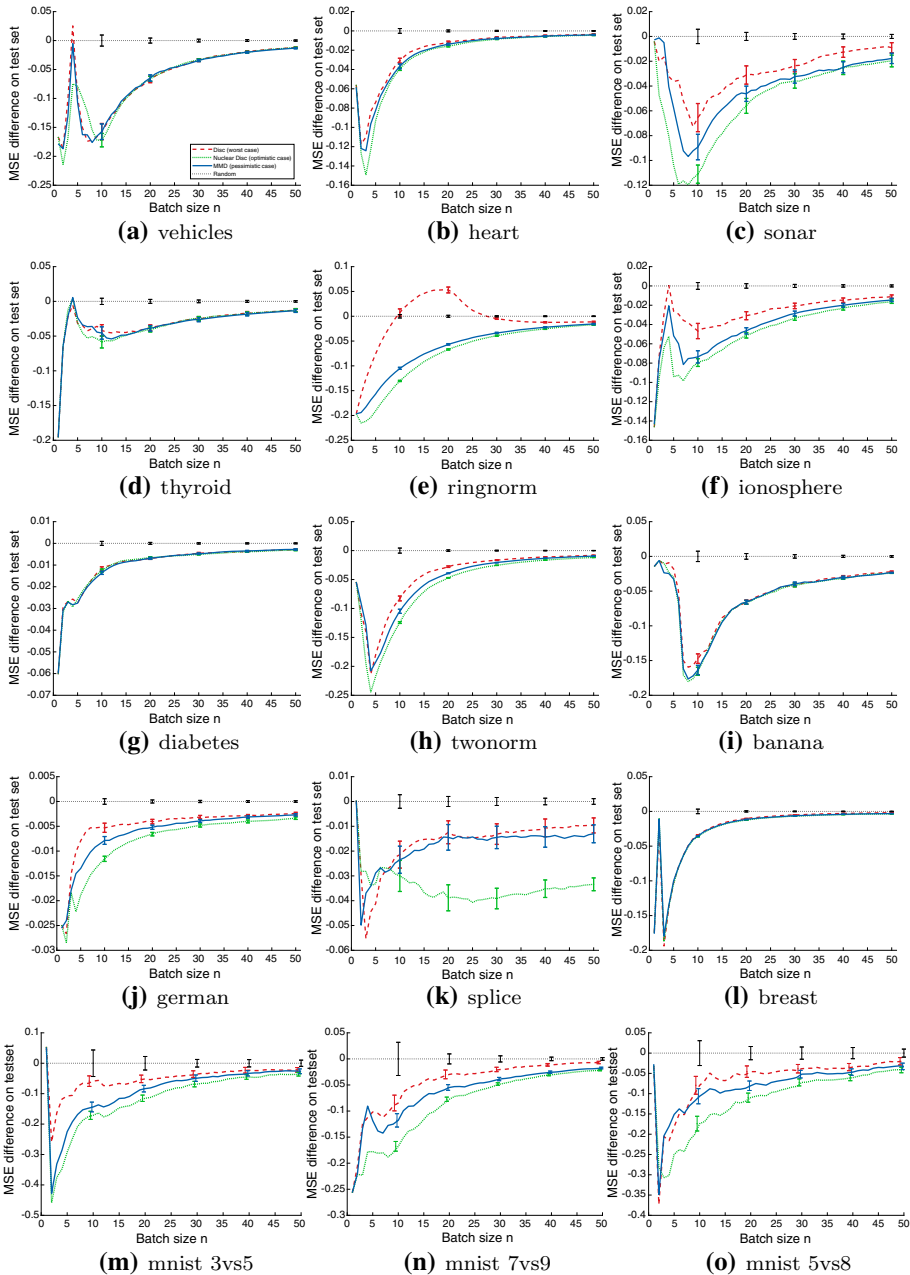 MSE difference on test set
0.05
0
-0.05
-0.1
-0.15
-0.2
-0.25
Disc (worst case)
Nuclear Disc (optimistic case)
MMD (pessimistic case)
Random
0 5 10 15 20 25 30 35 40 45 50
Batch size n
(a) vehicles
MSE difference on test set
0.02
0
-0.02
-0.04
-0.06
-0.08
-0.1
-0.12
-0.14
-0.16
0 5 10 15 20 25 30 35 40 45 50
Batch size n
(b) heart
MSE difference on test set
0.02
0
-0.02
-0.04
-0.06
-0.08
-0.1
-0.12
0 5 10 15 20 25 30 35 40 45 50
Batch size n
(c) sonar
MSE difference on test set
0.05
0
-0.05
-0.1
-0.15
-0.2
0 5 10 15 20 25 30 35 40 45 50
Batch size n
(d) thyroid
MSE difference on test set
0.1
0.05
0
-0.05
-0.1
-0.15
-0.2
-0.25
0 5 10 15 20 25 30 35 40 45 50
Batch size n
(e) ringnorm
MSE difference on test set
0.02
0
-0.02
-0.04
-0.06
-0.08
-0.1
-0.12
-0.14
-0.16
0 5 10 15 20 25 30 35 40 45 50
Batch size n
(f) ionosphere
MSE difference on test set
0.01
0
-0.01
-0.02
-0.03
-0.04
-0.05
-0.06
-0.07
0 5 10 15 20 25 30 35 40 45 50
Batch size n
(g) diabetes
MSE difference on test set
0.05
0
-0.05
-0.1
-0.15
-0.2
-0.25
0 5 10 15 20 25 30 35 40 45 50
Batch size n
(h) twonorm
MSE difference on test set
0.05
0
-0.05
-0.1
-0.15
-0.2
0 5 10 15 20 25 30 35 40 45 50
Batch size n
(i) banana
MSE difference on test set
0.005
0
-0.005
-0.01
-0.015
-0.02
-0.025
-0.03
0 5 10 15 20 25 30 35 40 45 50
Batch size n
(j) german
MSE difference on test set
0.01
0
-0.01
-0.02
-0.03
-0.04
-0.05
-0.06
0 5 10 15 20 25 30 35 40 45 50
Batch size n
(k) splice
MSE difference on test set
0.05
0
-0.05
-0.1
-0.15
-0.2
0 5 10 15 20 25 30 35 40 45 50
Batch size n
(l) breast
MSE difference on testset
0.1
0
-0.1
-0.2
-0.3
-0.4
-0.5
0 5 10 15 20 25 30 35 40 45 50
Batch size n
(m) mnist 3vs5
MSE difference on testset
0.05
0
-0.05
-0.1
-0.15
-0.2
-0.25
-0.3
0 5 10 15 20 25 30 35 40 45 50
Batch size n
(n) mnist 7vs9
MSE difference on testset
0.05
0
-0.05
-0.1
-0.15
-0.2
-0.25
-0.3
-0.35
-0.4
0 5 10 15 20 25 30 35 40 45 50
Batch size n
(o) mnist 5vs8